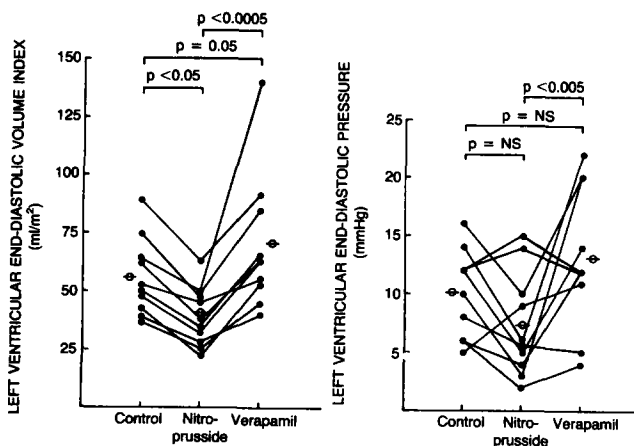 LEFT VENTRICULAR END-DIASTOLIC VOLUME INDEX
(ml/m²)
p <0.0005
p = 0.05
p <0.05
150
125
100
75
50
25
Control
Nitro-
prusside
Verapamil
LEFT VENTRICULAR END-DIASTOLIC PRESSURE
(mmHg)
p <0.005
p = NS
p = NS
25
20
15
10
5
Control
Nitro-
prusside
Verapamil